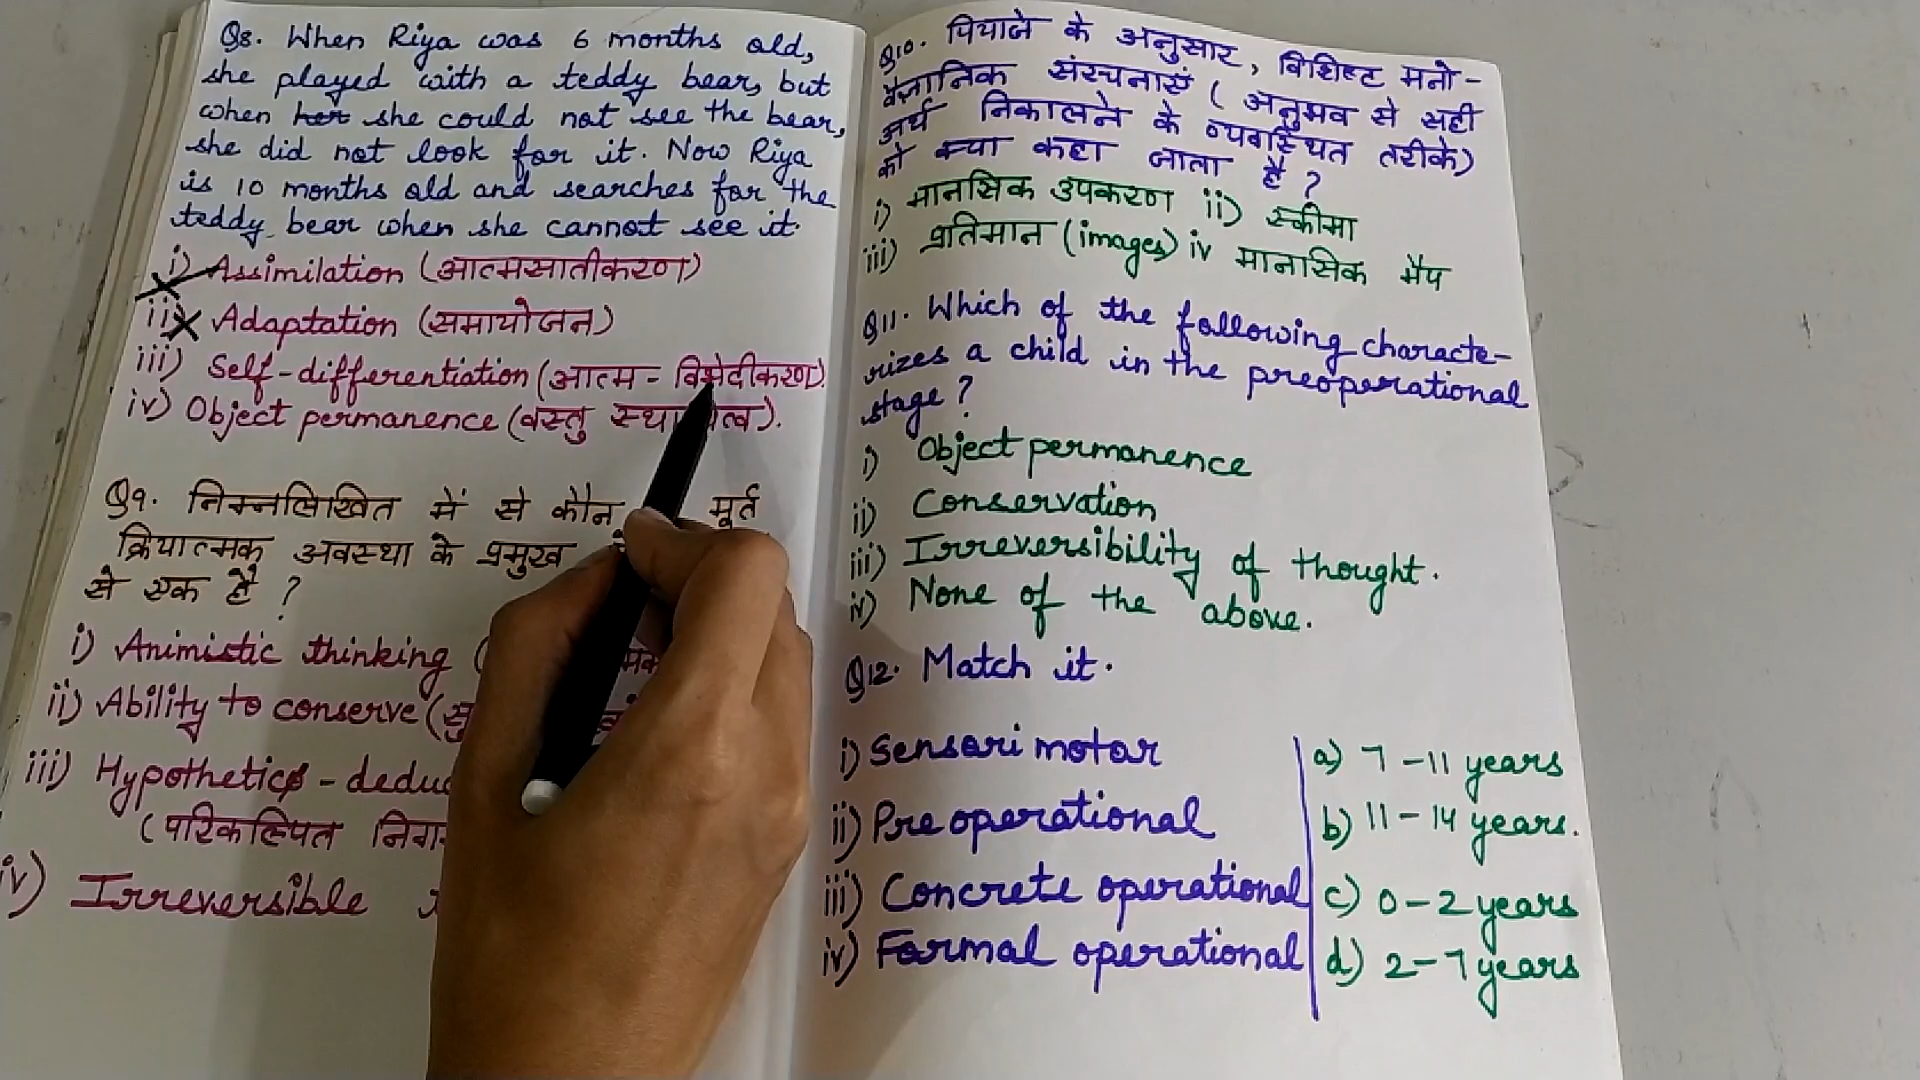 Q8. When Riya was 6 months old,
she played with a teddy bear, but
when her she could not see the bear,
she did not look for it. Now Riya
is 10 months old and searches for the
teddy bear when she cannot see it.
i) Assimilation (आत्मसातीकरण)
ii) Adaptation (समायोजन)
iii) Self-differentiation (आत्म - विभेदीकरण)
iv) Object permanence (वस्तु
Q9. निम्नलिखित में से कौन मूर्त
क्रियात्मक अवस्था के प्रमुख
से एक है ?
i) Animistic thinking (
ii) Ability to conserve (
iii) Hypothetic -
(परिकल्पित
iv) Irreversible
Q10. पियाजे के अनुसार, विशिष्ट मनो-
वैज्ञानिक संरचनाएं ( अनुभव से सही
अर्थ निकालने के व्यवस्थित तरीके)
को क्या कहा जाता है ?
i) मानसिक उपकरण ii) स्कीमा
iii) प्रतिमान (images) iv मानसिक मैप
Q11. Which of the following characte-
rizes a child in the preoperational
stage ?
i) Object permanence
ii) Conservation
iii) Irreversibility of thought.
iv) None of the above.
Q12. Match it.
i) Sensori motor a) 7-11 years
ii) Pre operational b) 11-14 years.
iii) Concrete operational c) 0-2 years
iv) Formal operational d) 2-7 years